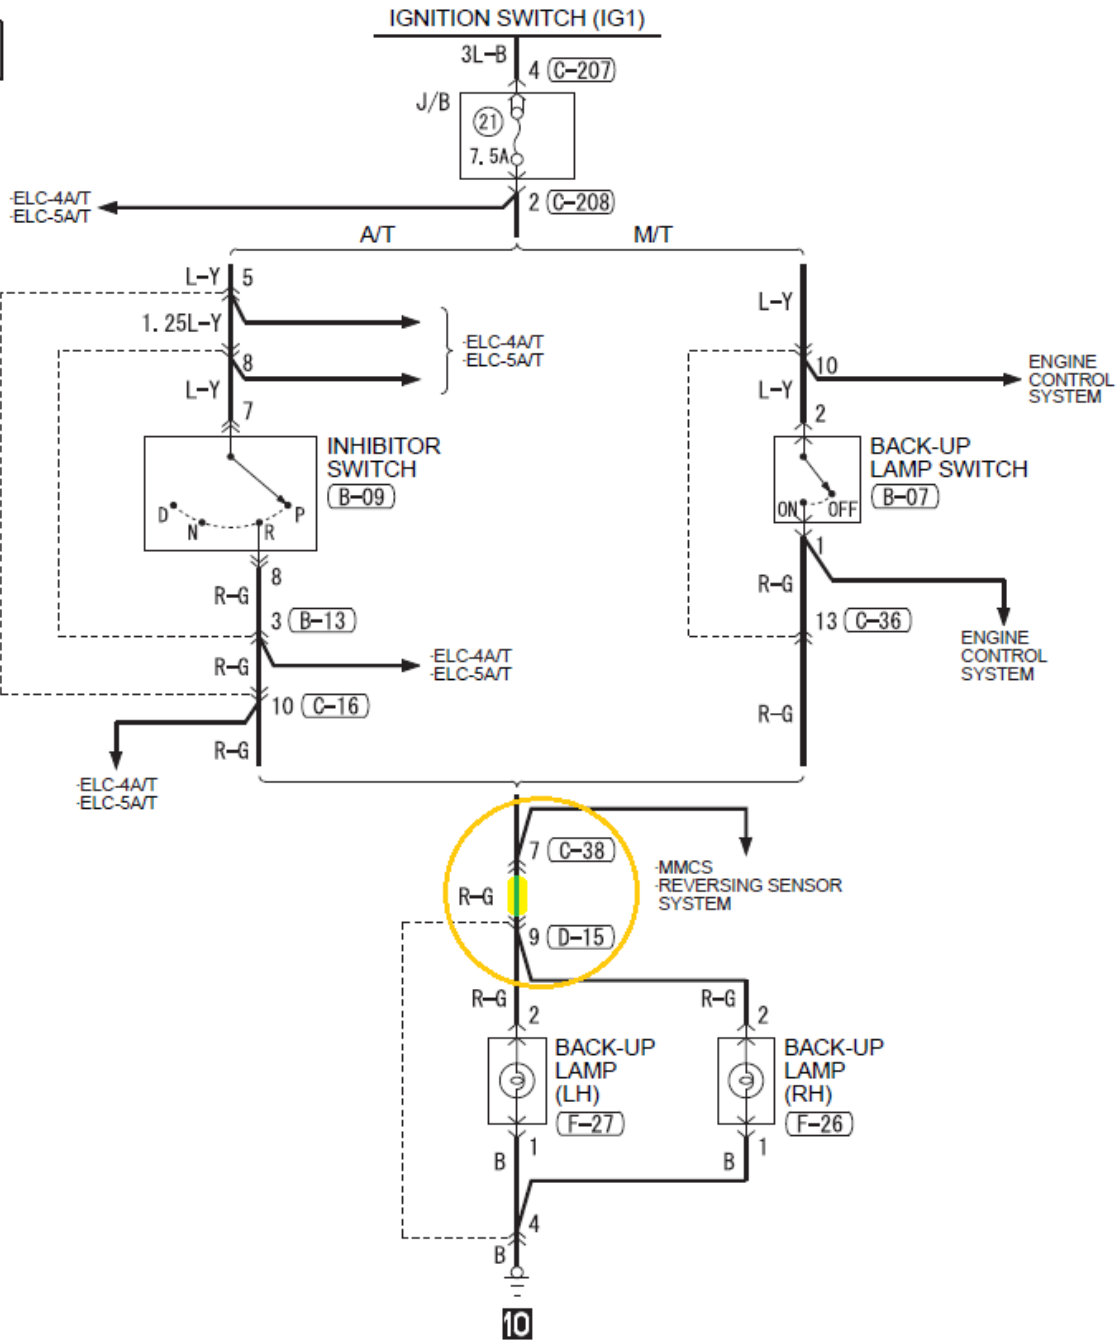 IGNITION SWITCH (IG1)
3L-B
4 C-207
J/B
21
7.5A
2 C-208
-ELC-4A/T
-ELC-5A/T
A/T
M/T
L-Y 5
1.25L-Y
8
L-Y
7
-ELC-4A/T
-ELC-5A/T
L-Y
10
L-Y
2
ENGINE
CONTROL
SYSTEM
INHIBITOR
SWITCH
B-09
D
N
R
P
BACK-UP
LAMP SWITCH
B-07
ON
OFF
8
R-G
3 B-13
R-G
-ELC-4A/T
-ELC-5A/T
10 C-16
R-G
-ELC-4A/T
-ELC-5A/T
1
R-G
13 C-36
ENGINE
CONTROL
SYSTEM
R-G
7 C-38
R-G
9 D-15
-MMCS
-REVERSING SENSOR
SYSTEM
R-G
2
R-G
2
BACK-UP
LAMP
(LH)
F-27
BACK-UP
LAMP
(RH)
F-26
1
B
1
B
4
B
10